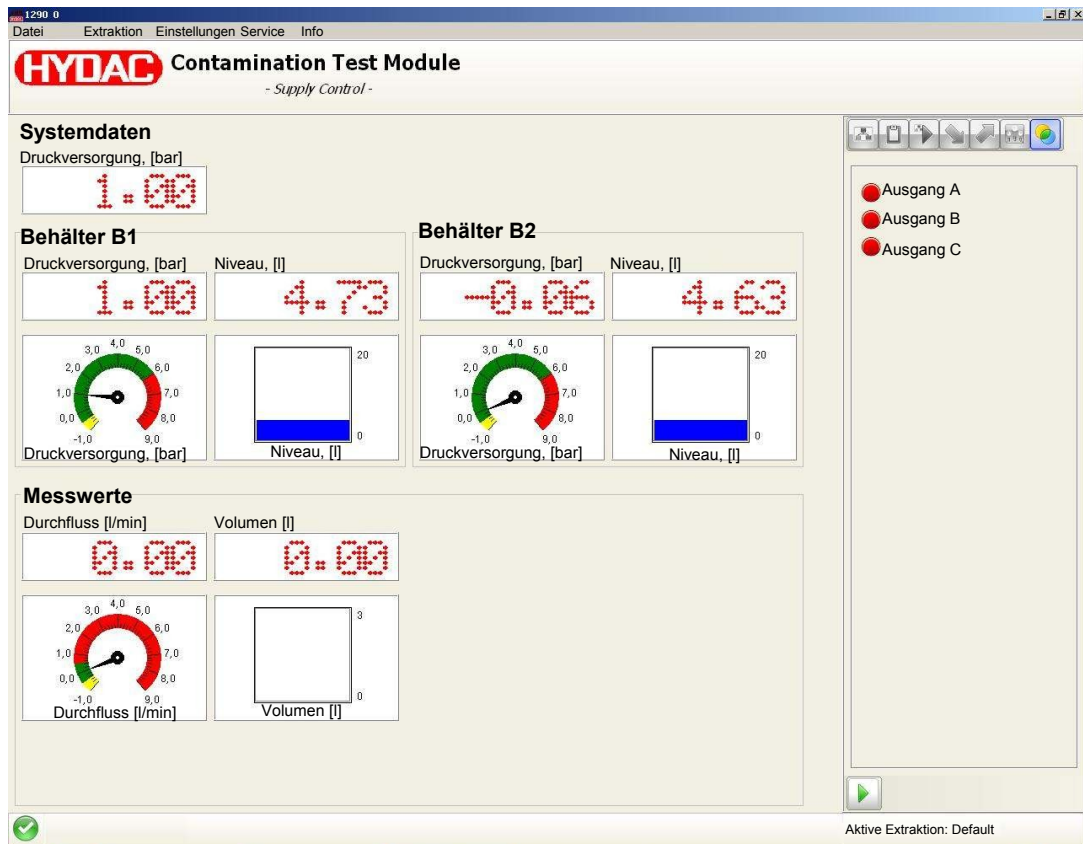 1290 0
Datei Extraktion Einstellungen Service Info
HYDAC Contamination Test Module
- Supply Control -
Systemdaten
Druckversorgung, [bar]
1.00
Behälter B1
Druckversorgung, [bar] Niveau, [l]
1.00 4.73
3,0 4,0 5,0
2,0 6,0
1,0 7,0
0,0 8,0
-1,0 9,0
Druckversorgung, [bar]
20
0
Niveau, [l]
Behälter B2
Druckversorgung, [bar] Niveau, [l]
-0.06 4.63
3,0 4,0 5,0
2,0 6,0
1,0 7,0
0,0 8,0
-1,0 9,0
Druckversorgung, [bar]
20
0
Niveau, [l]
Messwerte
Durchfluss [l/min] Volumen [l]
0.00 0.00
3,0 4,0 5,0
2,0 6,0
1,0 7,0
0,0 8,0
-1,0 9,0
Durchfluss [l/min]
3
0
Volumen [l]
Ausgang A
Ausgang B
Ausgang C
Aktive Extraktion: Default